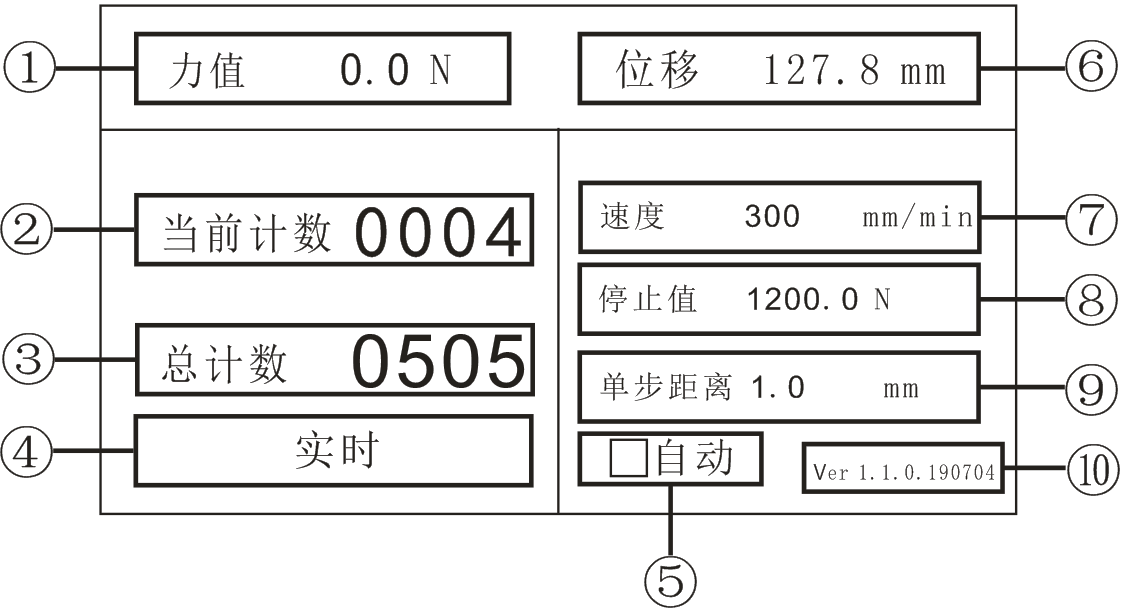 ① 力值 0.0 N
位移 127.8 mm ⑥
② 当前计数 0004
③ 总计数 0505
④ 实时
速度 300 mm/min ⑦
停止值 1200.0 N ⑧
单步距离 1.0 mm ⑨
自动
Ver 1.1.0.190704 ⑩
⑤